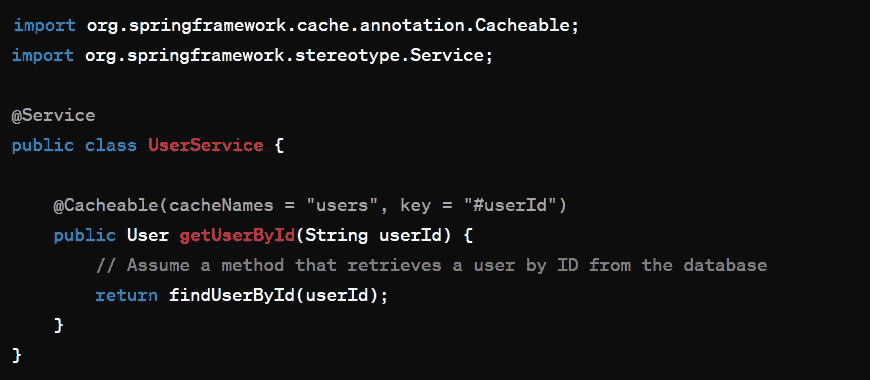 import org.springframework.cache.annotation.Cacheable;
import org.springframework.stereotype.Service;
@Service
public class UserService {
@Cacheable(cacheNames = "users", key = "#userId")
public User getUserById(String userId) {
// Assume a method that retrieves a user by ID from the database
return findUserById(userId);
}
}